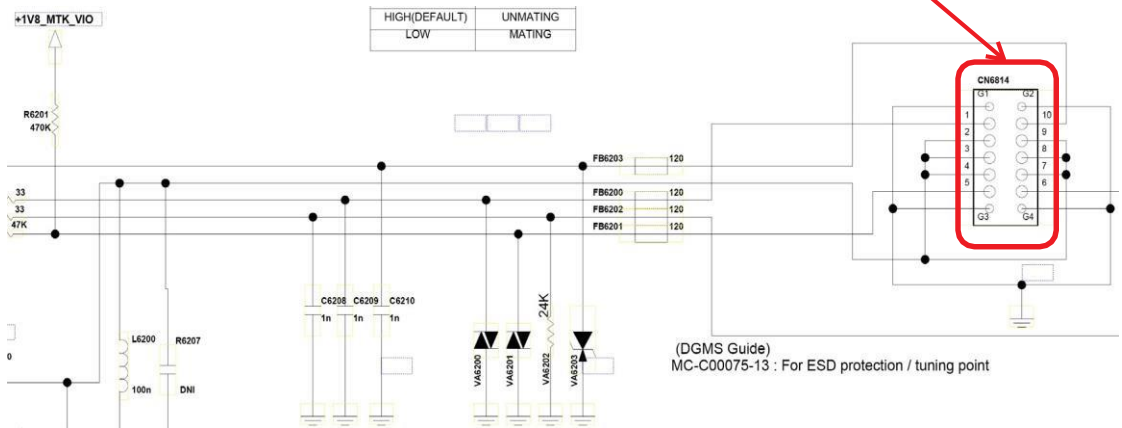 +1V8_MTK_VIO
HIGH(DEFAULT) UNMATING
LOW MATING
R6201
470K
33
33
47K
FB6203 120
FB6200 120
FB6202 120
FB6201 120
CN6814
G1 G2
1 10
2 9
3 8
4 7
5 6
G3 G4
C6208 C6209 C6210
1n 1n 1n
24K
L6200 R6207
0
100n DNI
VA6200
VA6201
VA6202
VA6203
(DGMS Guide)
MC-C00075-13 : For ESD protection / tuning point